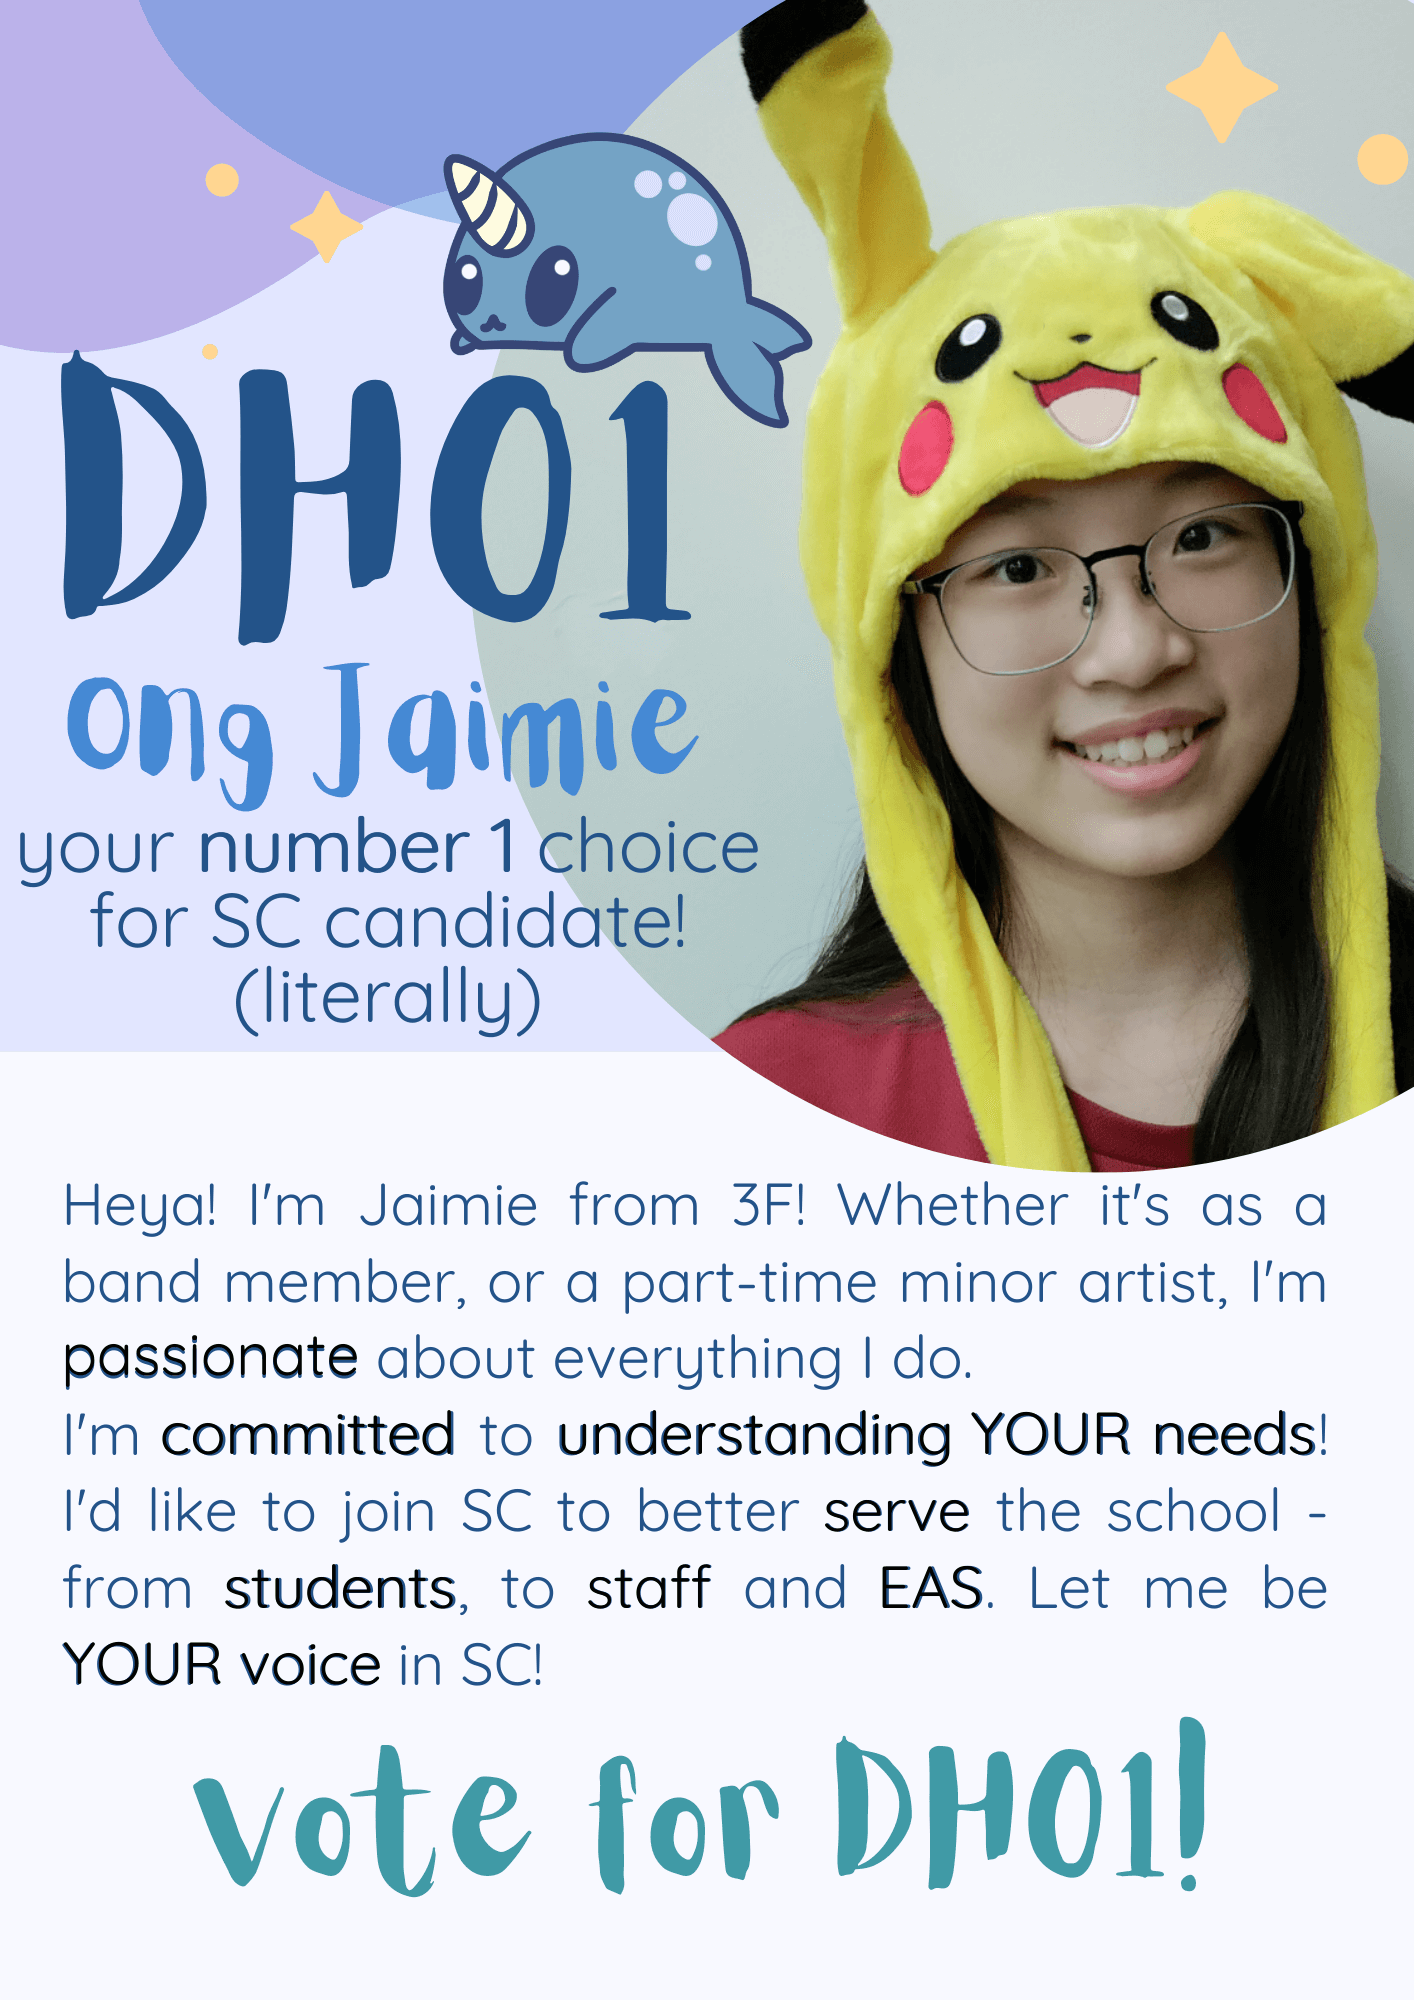 DH01
Ong Jaimie
your number 1 choice
for SC candidate!
(literally)
Heya! I'm Jaimie from 3F! Whether it's as a
band member, or a part-time minor artist, I'm
passionate about everything I do.
I'm committed to understanding YOUR needs!
I'd like to join SC to better serve the school -
from students, to staff and EAS. Let me be
YOUR voice in SC!
vote for DH01!